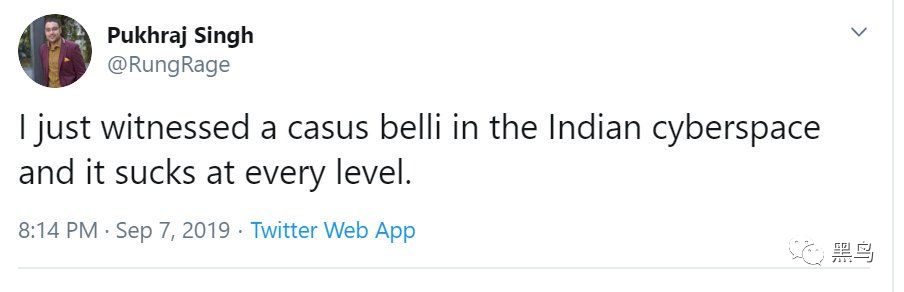 Pukhraj Singh
@RungRage
I just witnessed a casus belli in the Indian cyberspace
and it sucks at every level.
8:14 PM · Sep 7, 2019 · Twitter Web App
黑鸟